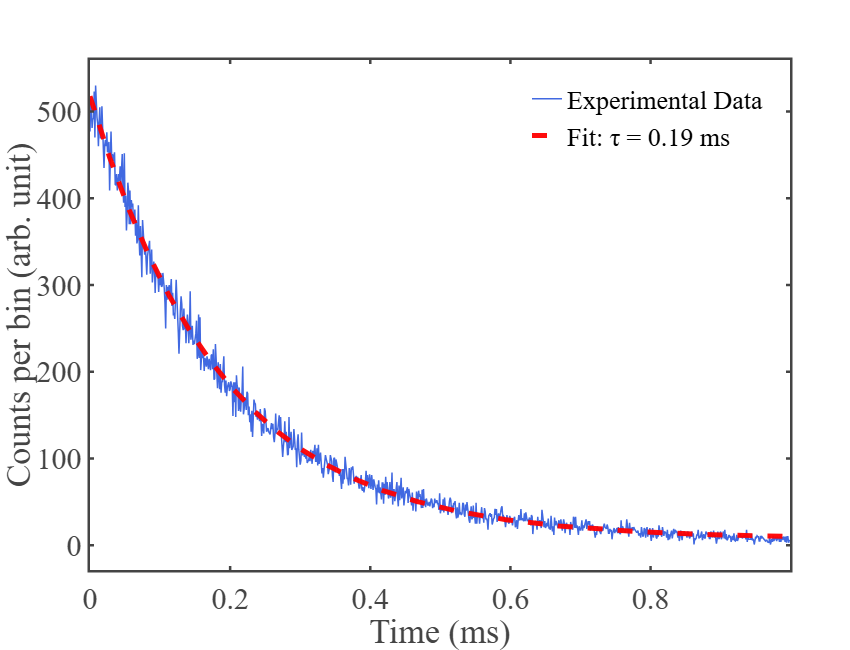 Experimental Data
Fit: τ = 0.19 ms
500
400
300
200
100
0
Counts per bin (arb. unit)
0 0.2 0.4 0.6 0.8
Time (ms)